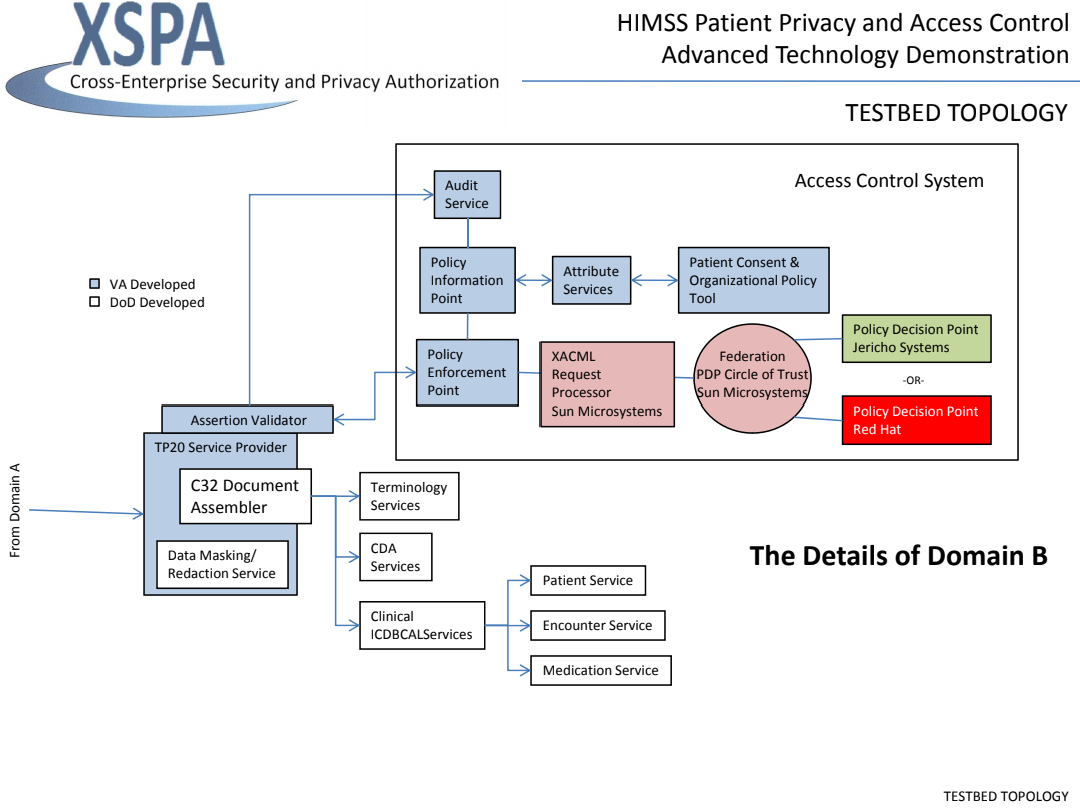 XSPA
Cross-Enterprise Security and Privacy Authorization
HIMSS Patient Privacy and Access Control
Advanced Technology Demonstration
TESTBED TOPOLOGY
Access Control System
Audit
Service
Policy
Information
Point
Attribute
Services
Patient Consent &
Organizational Policy
Tool
VA Developed
DoD Developed
Policy
Enforcement
Point
XACML
Request
Processor
Sun Microsystems
Federation
PDP Circle of Trust
Sun Microsystems
Policy Decision Point
Jericho Systems
-OR-
Policy Decision Point
Red Hat
Assertion Validator
TP20 Service Provider
C32 Document
Assembler
Data Masking/
Redaction Service
From Domain A
Terminology
Services
CDA
Services
Clinical
ICDBCALServices
Patient Service
Encounter Service
Medication Service
The Details of Domain B
TESTBED TOPOLOGY